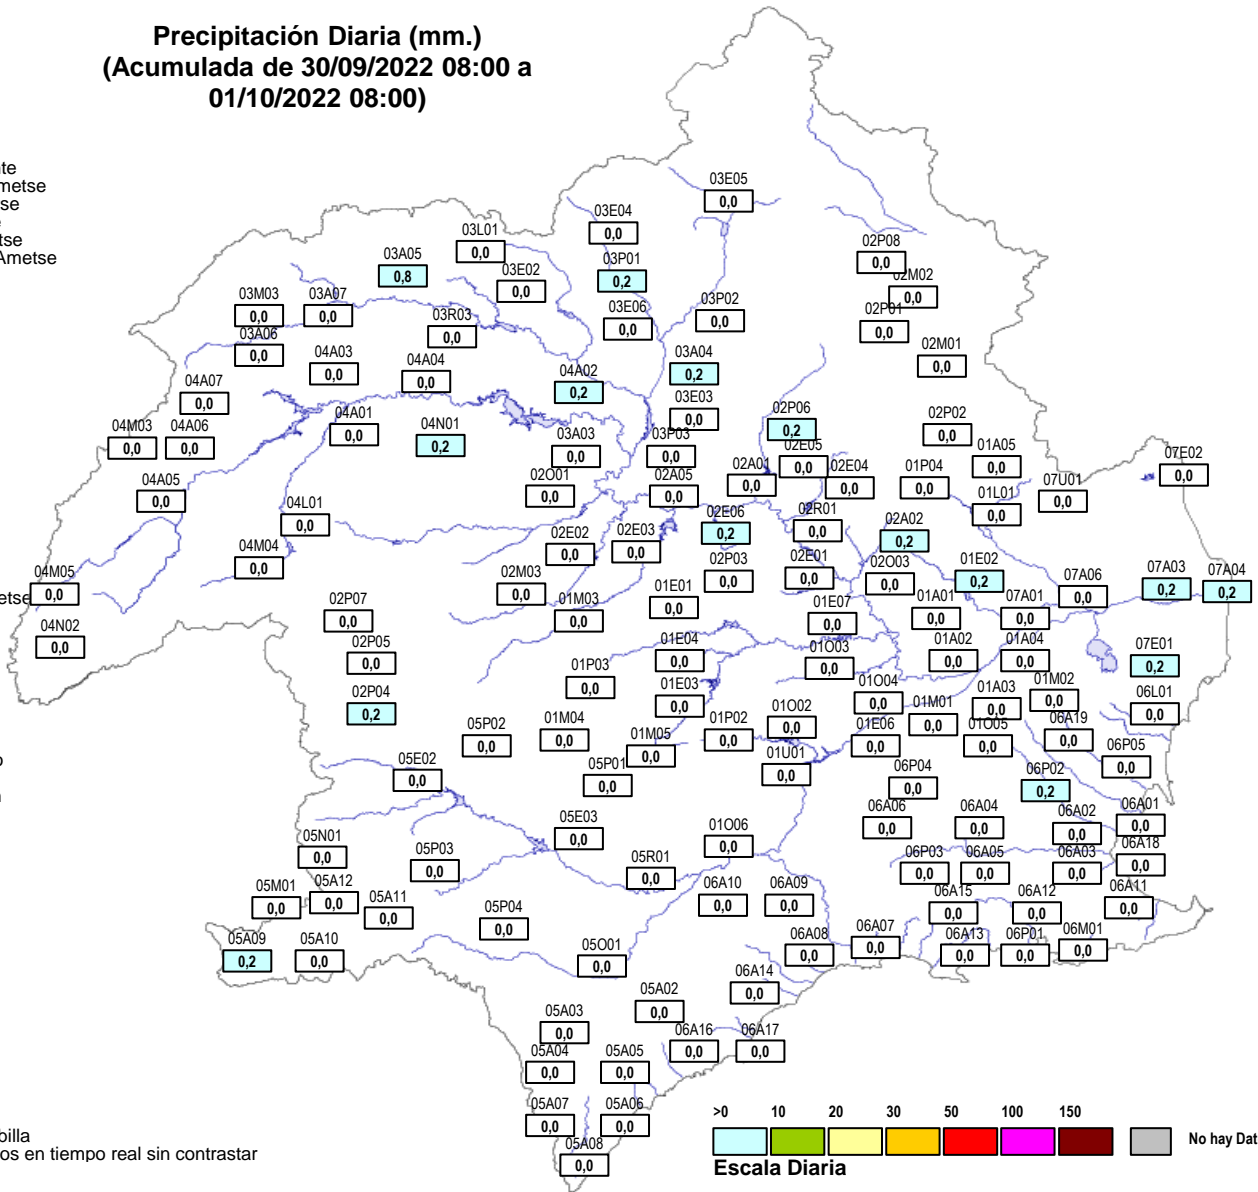 Precipitación Diaria (mm.)
(Acumulada de 30/09/2022 08:00 a
01/10/2022 08:00)
03E05
0,0
03E04
0,0
03L01
0,0
03A05
0,8
03E02
0,0
03P01
0,2
02P08
0,0
02M02
0,0
03M03
0,0
03A07
0,0
03R03
0,0
03E06
0,0
03P02
0,0
02P01
0,0
03A06
0,0
04A03
0,0
04A04
0,0
04A02
0,2
03A04
0,2
02M01
0,0
04A07
0,0
04A01
0,0
04N01
0,2
03E03
0,0
02P06
0,2
02P02
0,0
04M03
0,0
04A06
0,0
03A03
0,0
03P03
0,0
02E05
0,0
01A05
0,0
07E02
0,0
04A05
0,0
02O01
0,0
02A05
0,0
02A01
0,0
02E04
0,0
01P04
0,0
07U01
0,0
04L01
0,0
01L01
0,0
02E06
0,2
02R01
0,0
02A02
0,2
04M04
0,0
02E02
0,0
02E03
0,0
04M05
0,0
02M03
0,0
02P03
0,0
02E01
0,0
02O03
0,0
01E02
0,2
07A06
0,0
07A03
0,2
07A04
0,2
02P07
0,0
01M03
0,0
01E01
0,0
01E07
0,0
01A01
0,0
07A01
0,0
04N02
0,0
02P05
0,0
01E04
0,0
01O03
0,0
01A02
0,0
01A04
0,0
07E01
0,2
02P04
0,2
01P03
0,0
01E03
0,0
01O04
0,0
01A03
0,0
01M02
0,0
06L01
0,0
05P02
0,0
01M04
0,0
01M05
0,0
01P02
0,0
01O02
0,0
01E06
0,0
01M01
0,0
01O05
0,0
06A19
0,0
05E02
0,0
05P01
0,0
01U01
0,0
06P04
0,0
06P02
0,2
06P05
0,0
05E03
0,0
01O06
0,0
06A06
0,0
06A04
0,0
06A02
0,0
06A01
0,0
05N01
0,0
05P03
0,0
05R01
0,0
06P03
0,0
06A05
0,0
06A03
0,0
06A18
0,0
05M01
0,0
05A12
0,0
05A11
0,0
05P04
0,0
06A10
0,0
06A09
0,0
06A15
0,0
06A12
0,0
06A11
0,0
05A09
0,2
05A10
0,0
05O01
0,0
06A08
0,0
06A07
0,0
06A13
0,0
06P01
0,0
06M01
0,0
05A02
0,0
06A14
0,0
05A03
0,0
06A16
0,0
06A17
0,0
05A04
0,0
05A05
0,0
05A07
0,0
05A06
0,0
05A08
0,0
>0 10 20 30 50 100 150
No hay Dat
Escala Diaria
os en tiempo real sin contrastar